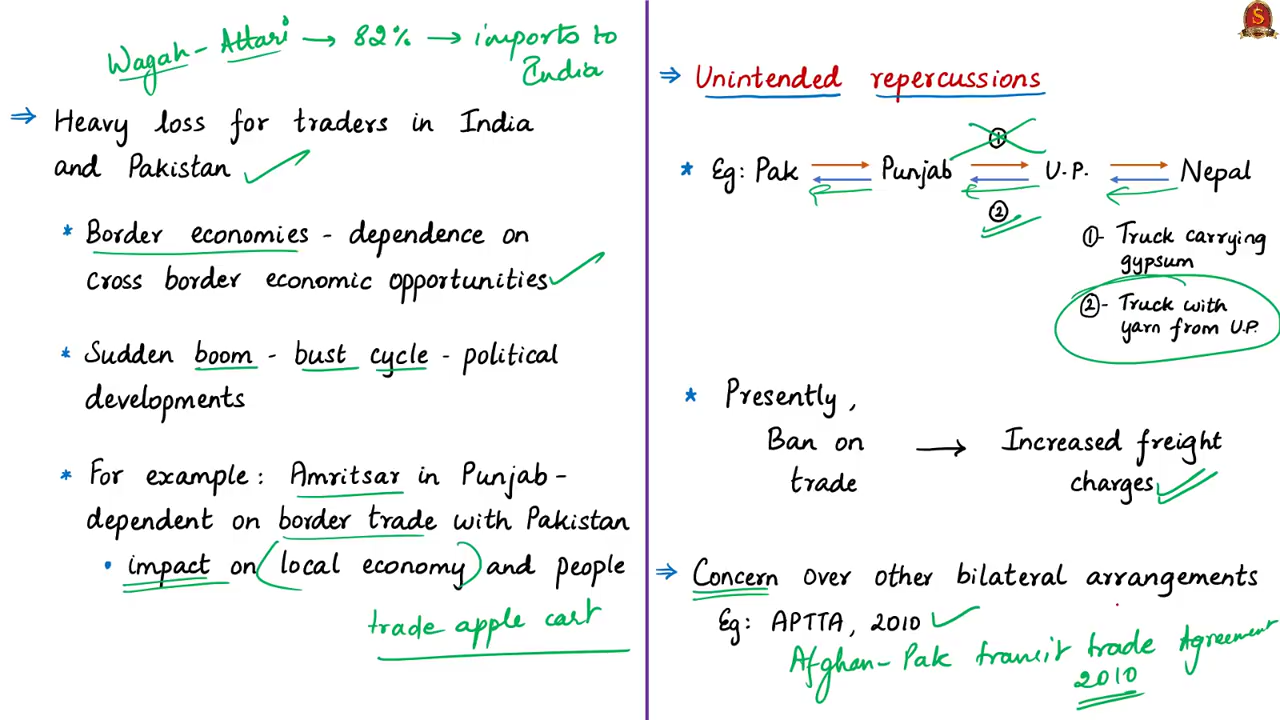 Wagah - Attari → 82% → imports to
India
⇒ Heavy loss for traders in India
and Pakistan
* Border economies - dependence on
cross border economic opportunities
* Sudden boom - bust cycle - political
developments
* For example : Amritsar in Punjab -
dependent on border trade with Pakistan
• impact on (local economy) and people
trade apple cart
⇒ Unintended repercussions
①
* Eg: Pak Punjab U.P. Nepal
②
①- Truck carrying
gypsum
②- Truck with
yarn from U.P.
* Presently,
Ban on → Increased freight
trade charges
⇒ Concern over other bilateral arrangements
Eg: APTTA, 2010
Afghan-Pak transit trade Agreement
2010
S